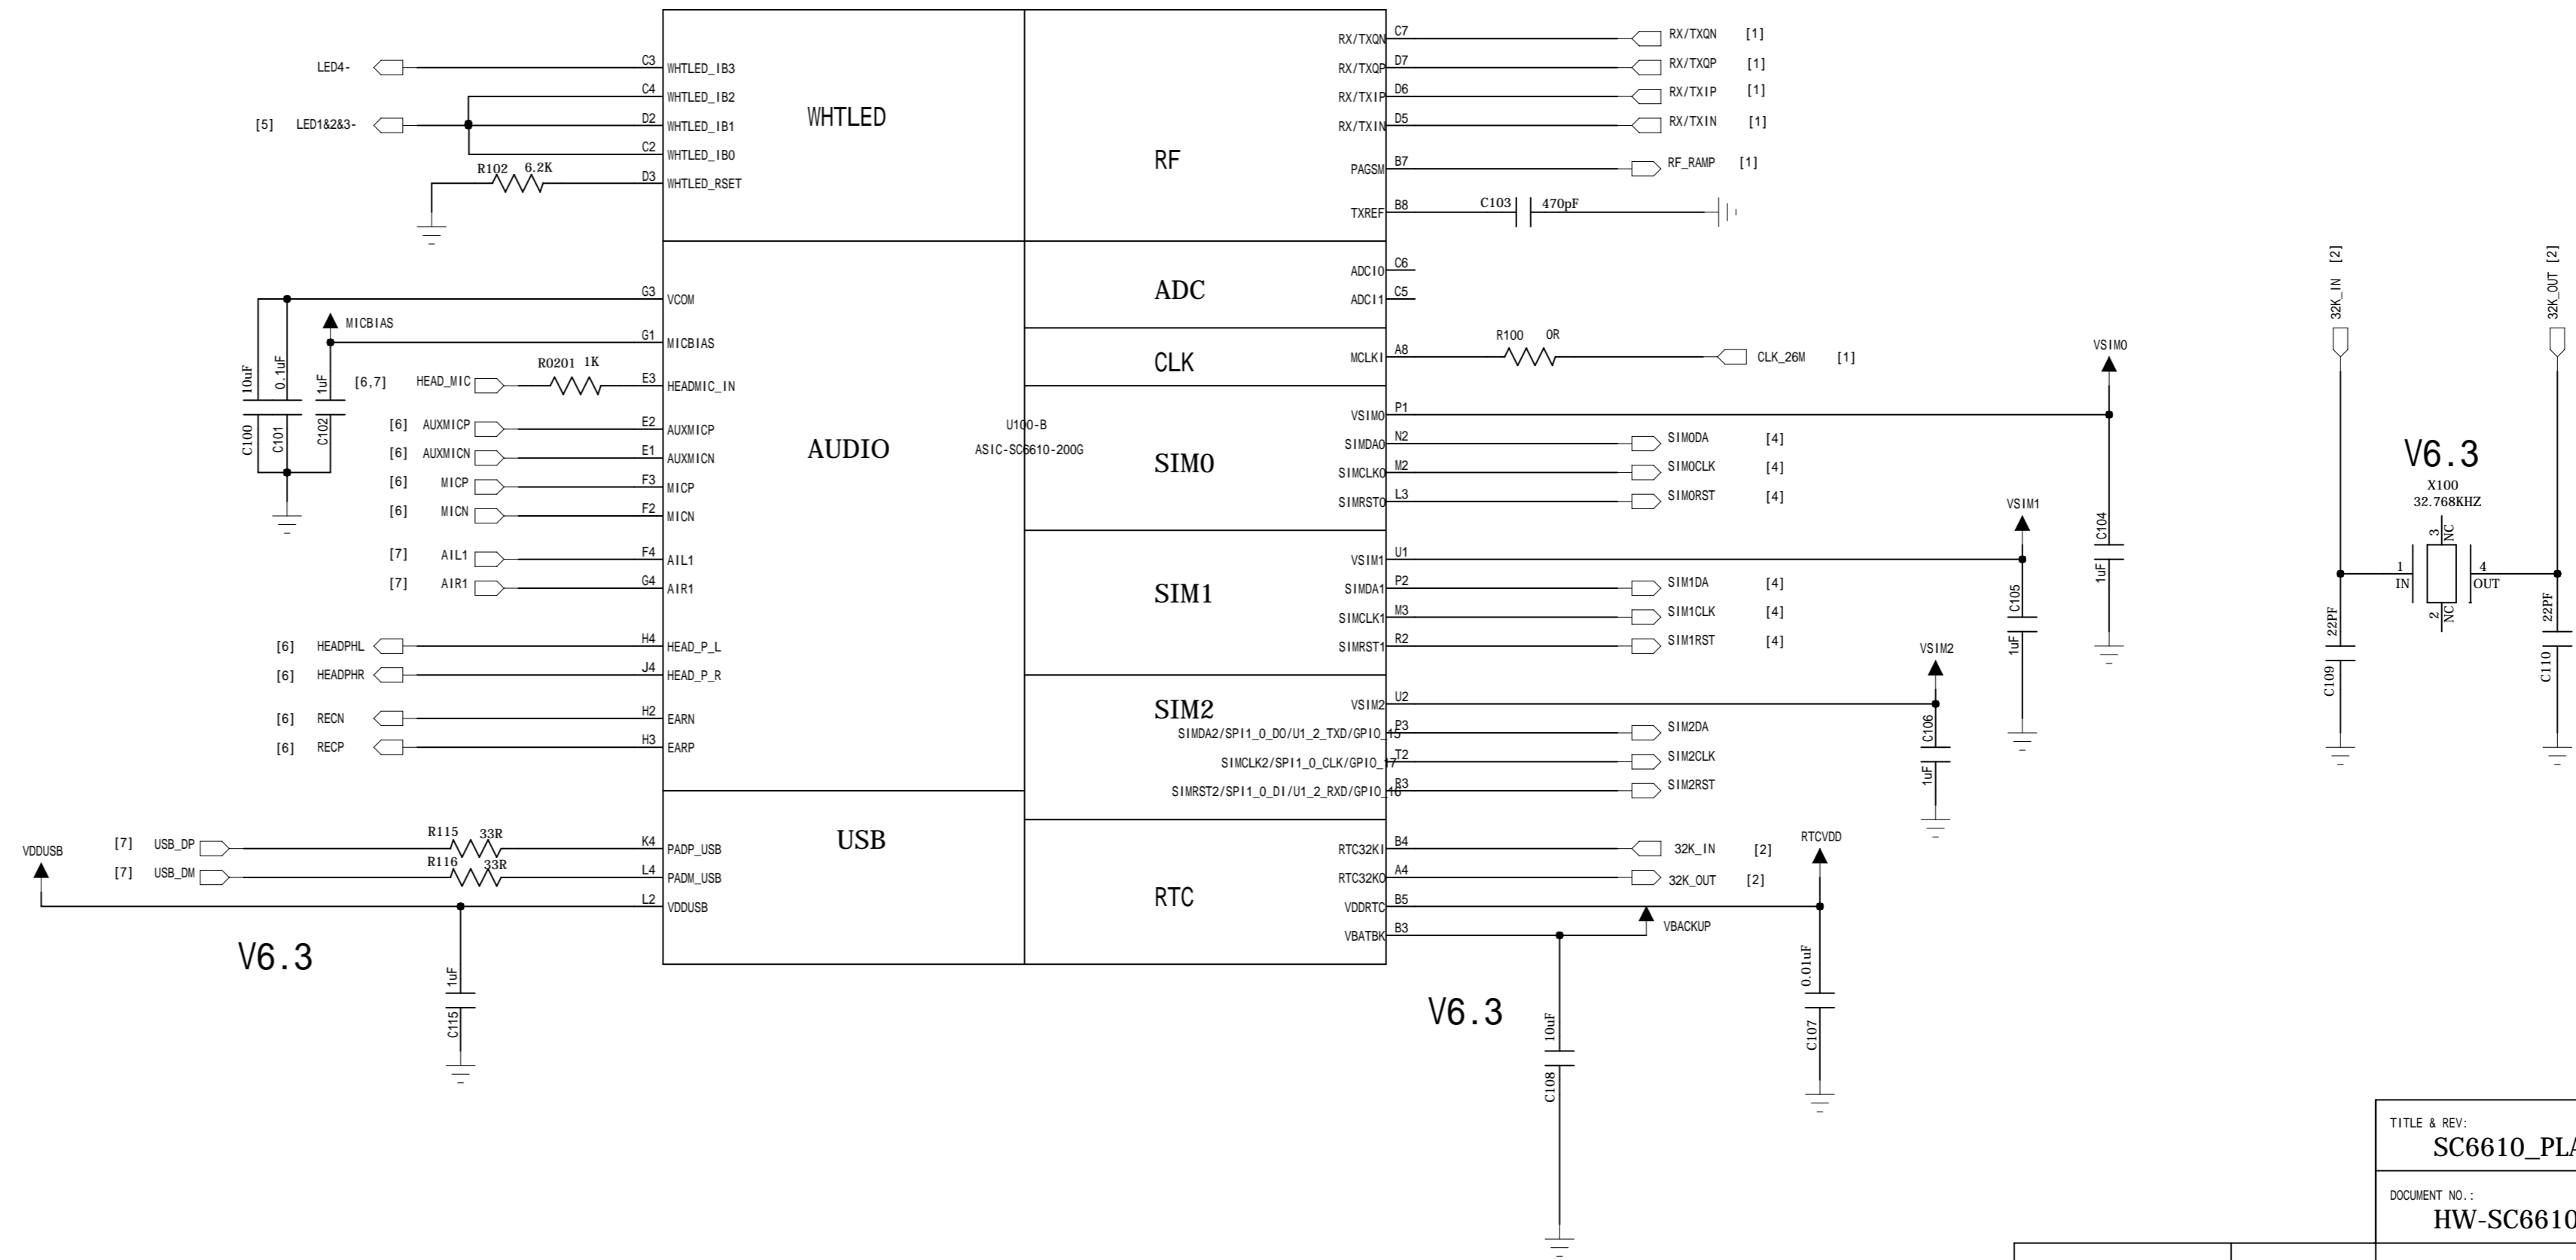 LED4-
[5] LED1&2&3-
R102 6.2K
C3 WHTLED_IB3
C4 WHTLED_IB2
D2 WHTLED_IB1
C2 WHTLED_IB0
D3 WHTLED_RSET
WHTLED
RF
RX/TXQN C7 RX/TXQN [1]
RX/TXQP D7 RX/TXQP [1]
RX/TXIP D6 RX/TXIP [1]
RX/TXIN D5 RX/TXIN [1]
PAGSM B7 RF_RAMP [1]
TXREF B8 C103 470pF
ADC
ADCI0 C6
ADCI1 C5
CLK
MCLKI A8 R100 0R CLK_26M [1]
G3 VCOM
MICBIAS
G1 MICBIAS
10uF
C100
0.1uF
C101
1uF
C102
[6,7] HEAD_MIC R0201 1K E3 HEADMIC_IN
[6] AUXMICP E2 AUXMICP
[6] AUXMICN E1 AUXMICN
[6] MICP F3 MICP
[6] MICN F2 MICN
[7] AIL1 F4 AIL1
[7] AIR1 G4 AIR1
[6] HEADPHL H4 HEAD_P_L
[6] HEADPHR J4 HEAD_P_R
[6] RECN H2 EARN
[6] RECP H3 EARP
AUDIO
U100-B
ASIC-SC6610-200G
SIM0
VSIM0 P1
SIMDA0 N2 SIM0DA [4]
SIMCLK0 M2 SIM0CLK [4]
SIMRST0 L3 SIM0RST [4]
VSIM0
C104
1uF
SIM1
VSIM1 U1
SIMDA1 P2 SIM1DA [4]
SIMCLK1 M3 SIM1CLK [4]
SIMRST1 R2 SIM1RST [4]
VSIM1
C105
1uF
SIM2
VSIM2 U2
SIMDA2/SPI1_0_DO/U1_2_TXD/GPIO_15 P3 SIM2DA
SIMCLK2/SPI1_0_CLK/GPIO_17 T2 SIM2CLK
SIMRST2/SPI1_0_DI/U1_2_RXD/GPIO_16 R3 SIM2RST
VSIM2
C106
1uF
VDDUSB
[7] USB_DP R115 33R K4 PADP_USB
[7] USB_DM R116 33R L4 PADM_USB
L2 VDDUSB
USB
V6.3
1uF
C115
RTC
RTC32KI B4 32K_IN [2]
RTC32KO A4 32K_OUT [2]
VDDRTC B5
VBATBK B3
VBACKUP
RTCVDD
V6.3
10uF
C108
0.01uF
C107
32K_IN [2]
32K_OUT [2]
V6.3
X100
32.768KHZ
3 NC
1 IN
4 OUT
2 NC
22PF
C109
22PF
C110
TITLE & REV:
SC6610_PLA
DOCUMENT NO.:
HW-SC6610